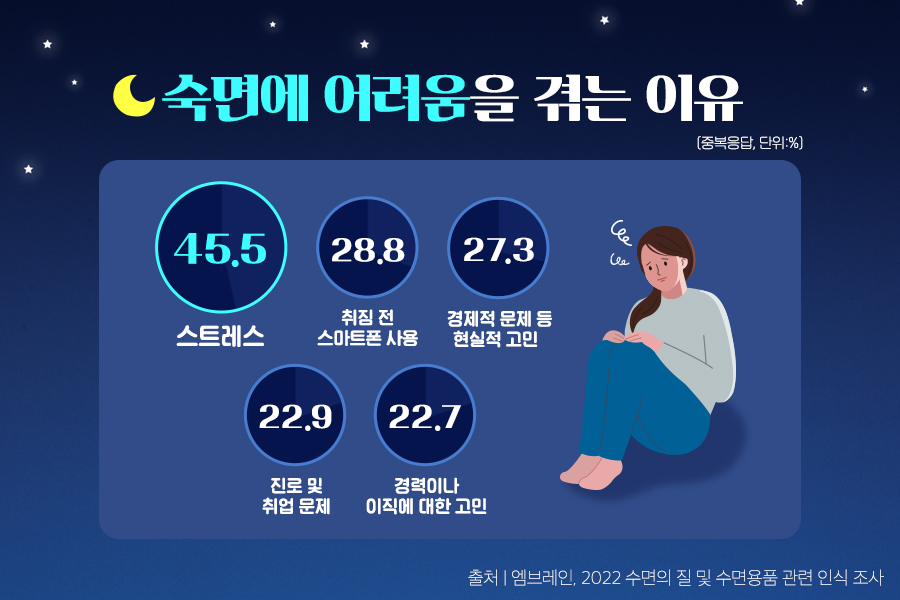 숙면에 어려움을 겪는 이유
(중복응답, 단위:%)
45.5
스트레스
28.8
취침 전
스마트폰 사용
27.3
경제적 문제 등
현실적 고민
22.9
진로 및
취업 문제
22.7
경력이나
이직에 대한 고민
출처 | 엠브레인, 2022 수면의 질 및 수면용품 관련 인식 조사